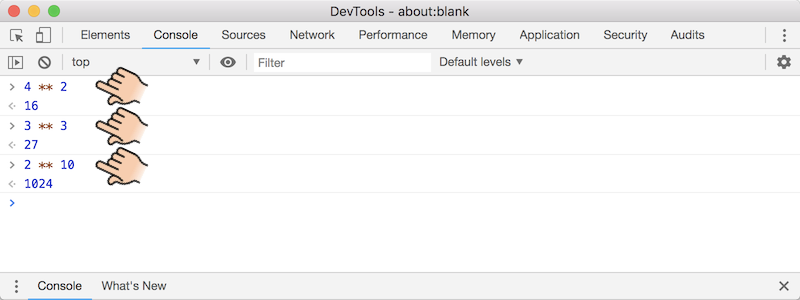 DevTools - about:blank
Elements Console Sources Network Performance Memory Application Security Audits
top Filter Default levels
> 4 ** 2
16
> 3 ** 3
27
> 2 ** 10
1024
>
Console What's New